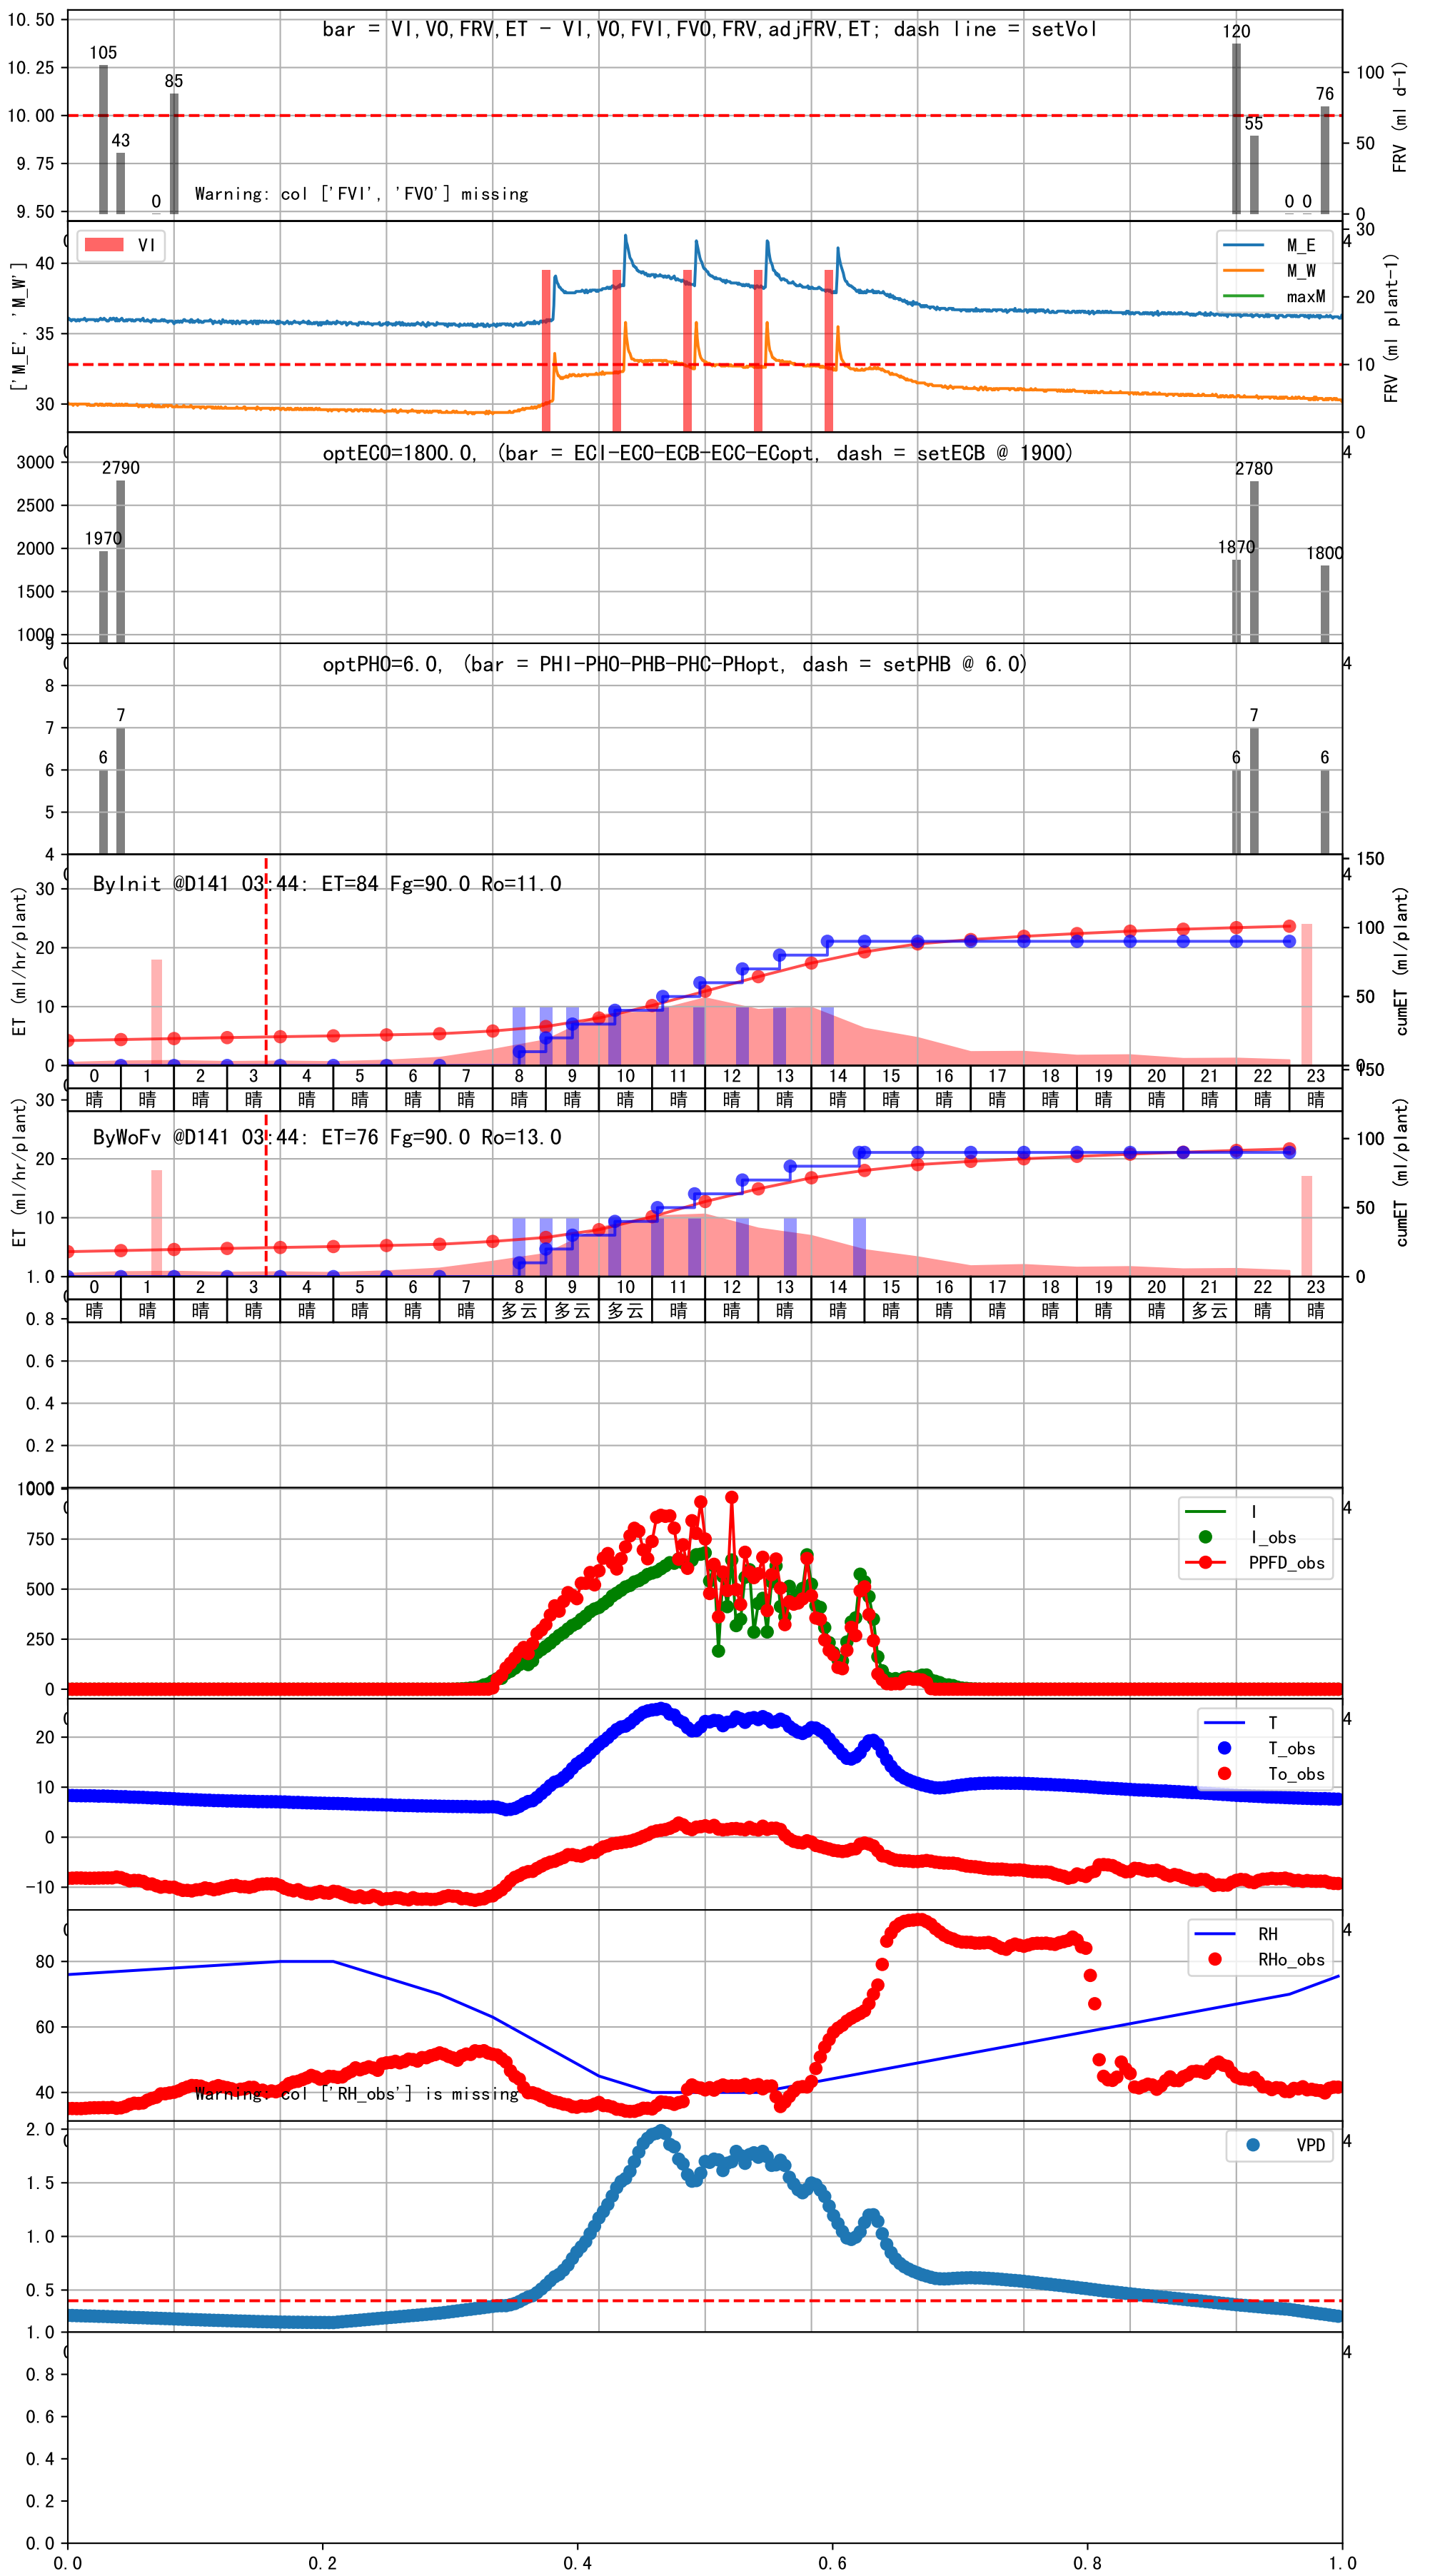 bar = VI,VO,FRV,ET - VI,VO,FVI,FVO,FRV,adjFRV,ET; dash line = setVol
10.50
10.25
10.00
9.75
9.50
105
43
0
85
120
55
0
0
76
100
50
0
FRV (ml d-1)
Warning: col ['FVI', 'FVO'] missing
['M_E', 'M_W']
40
35
30
VI
M_E
M_W
maxM
4
30
20
10
0
FRV (ml plant-1)
optECO=1800.0, (bar = ECI-ECO-ECB-ECC-ECopt, dash = setECB @ 1900)
4
3000
2500
2000
1500
1000
1970
2790
1870
2780
1800
optPHO=6.0, (bar = PHI-PHO-PHB-PHC-PHopt, dash = setPHB @ 6.0)
4
9
8
7
6
5
4
6
7
6
7
6
ByInit @D141 03:44: ET=84 Fg=90.0 Ro=11.0
4
ET (ml/hr/plant)
30
20
10
0
150
100
50
0
cumET (ml/plant)
0 1 2 3 4 5 6 7 8 9 10 11 12 13 14 15 16 17 18 19 20 21 22 23
晴 晴 晴 晴 晴 晴 晴 晴 晴 晴 晴 晴 晴 晴 晴 晴 晴 晴 晴 晴 晴 晴 晴 晴
ByWoFv @D141 03:44: ET=76 Fg=90.0 Ro=13.0
ET (ml/hr/plant)
30
20
10
150
100
50
0
cumET (ml/plant)
0 1 2 3 4 5 6 7 8 9 10 11 12 13 14 15 16 17 18 19 20 21 22 23
晴 晴 晴 晴 晴 晴 晴 晴 多云 多云 多云 晴 晴 晴 晴 晴 晴 晴 晴 晴 晴 多云 晴 晴
1.0
0.8
0.6
0.4
0.2
1000
750
500
250
0
I
I_obs
PPFD_obs
4
20
10
0
-10
T
T_obs
To_obs
4
80
60
40
RH
RHo_obs
Warning: col ['RH_obs'] is missing
2.0
1.5
1.0
0.5
VPD
4
1.0
0.8
0.6
0.4
0.2
0.0
4
0.0 0.2 0.4 0.6 0.8 1.0